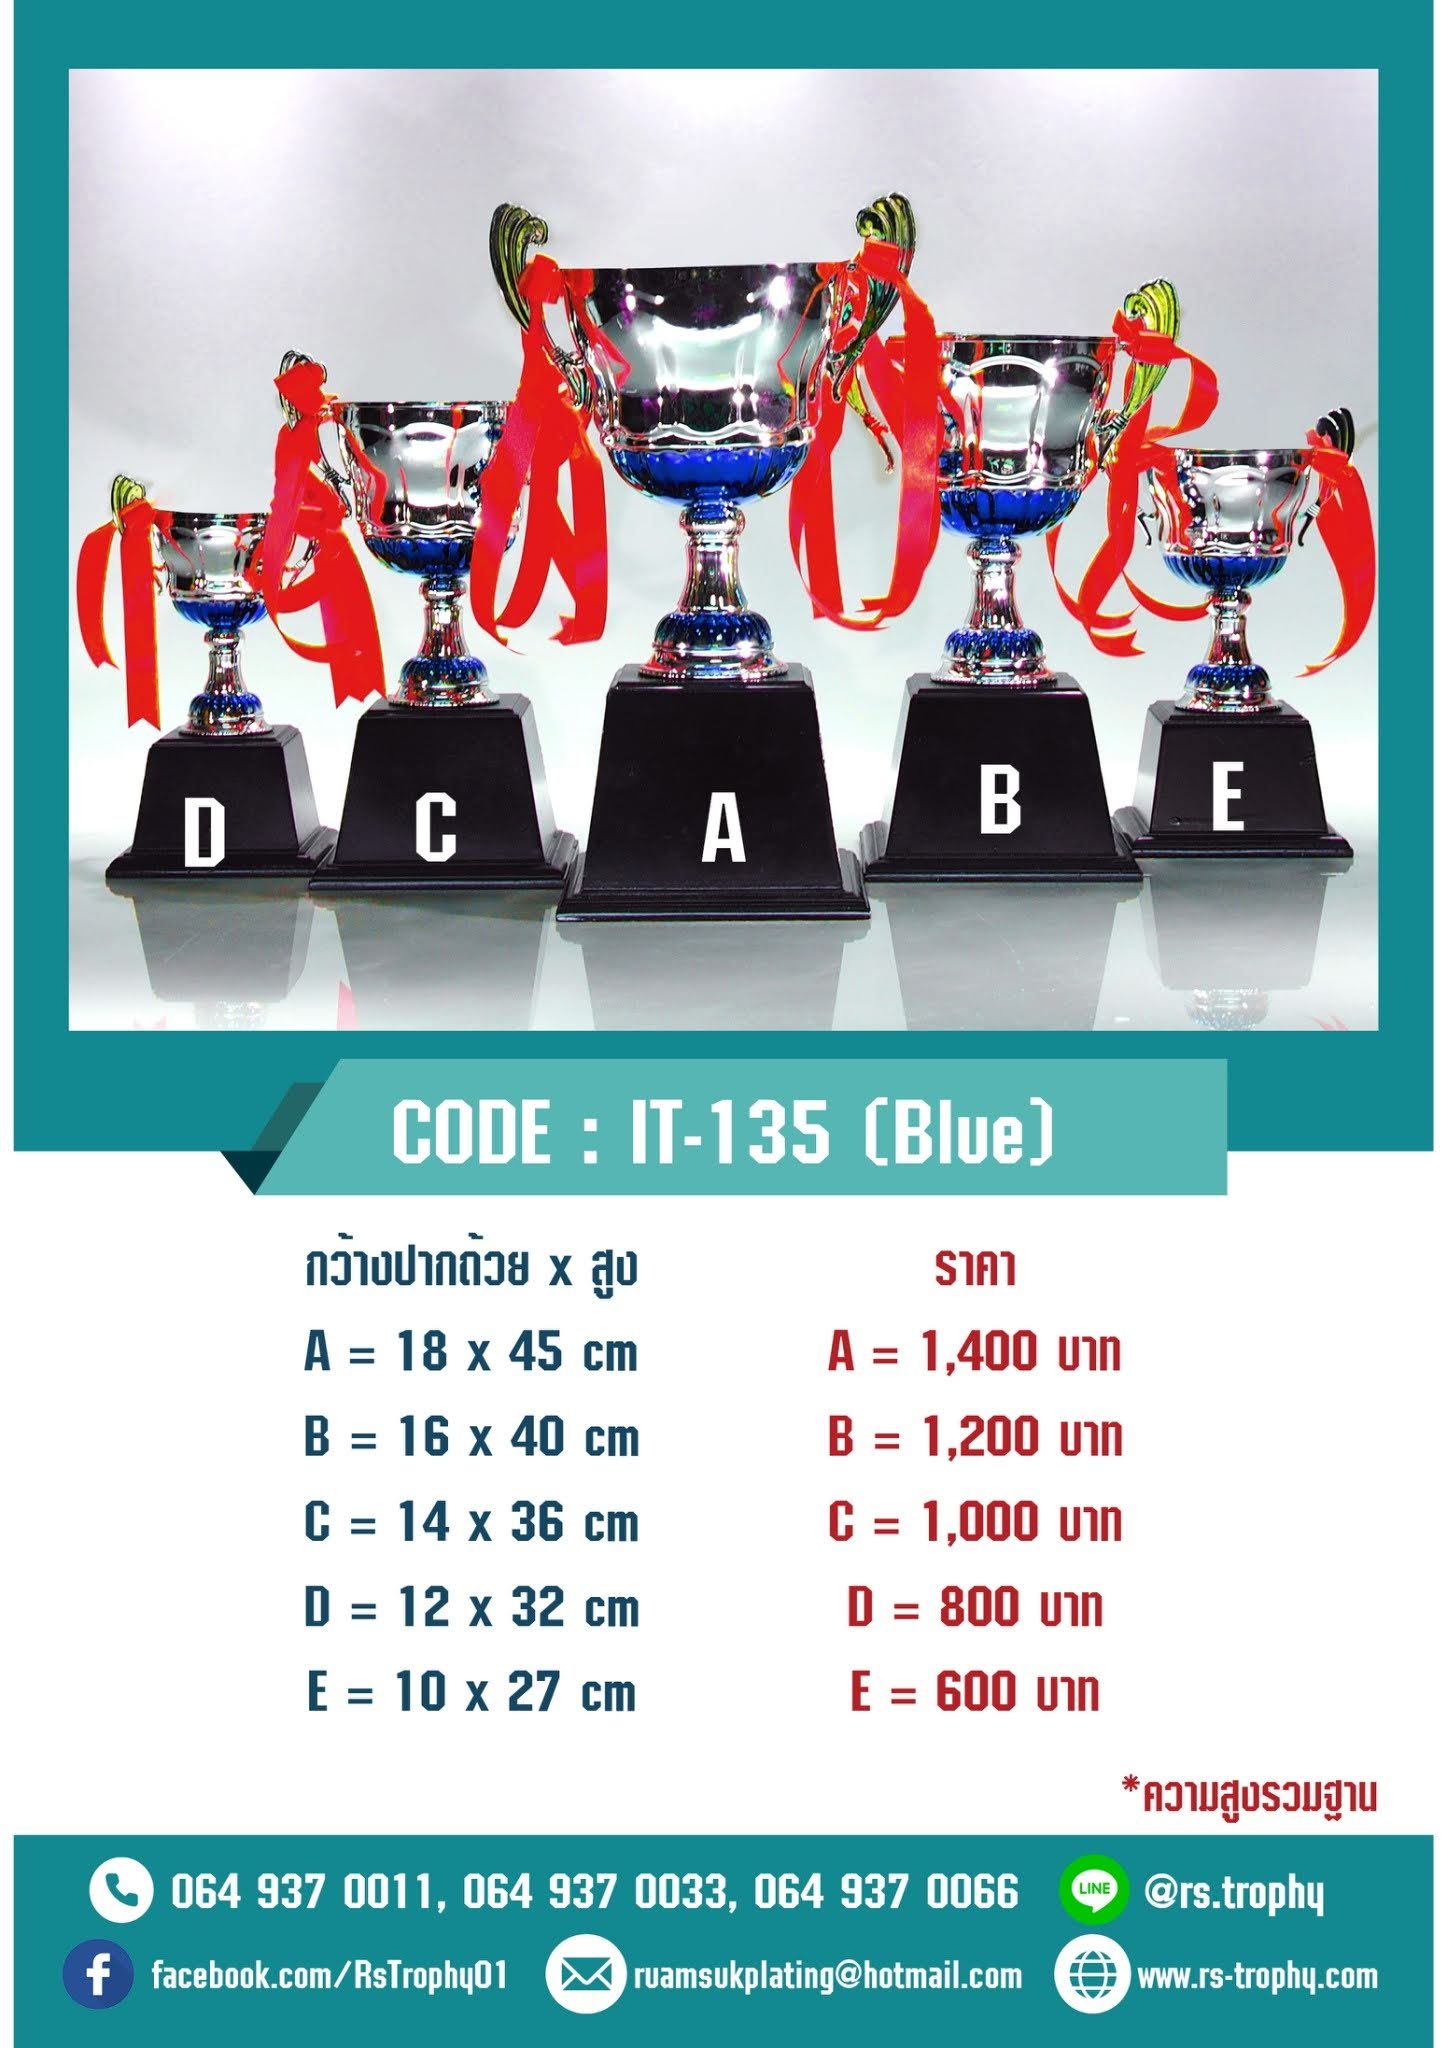 D
C
A
B
E
CODE : IT-135 (Blue)
กว้างปากถ้วย x สูง
A = 18 x 45 cm
B = 16 x 40 cm
C = 14 x 36 cm
D = 12 x 32 cm
E = 10 x 27 cm
ราคา
A = 1,400 บาท
B = 1,200 บาท
C = 1,000 บาท
D = 800 บาท
E = 600 บาท
*ความสูงรวมฐาน
064 937 0011, 064 937 0033, 064 937 0066
LINE @rs.trophy
facebook.com/RsTrophy01
ruamsukplating@hotmail.com
www.rs-trophy.com